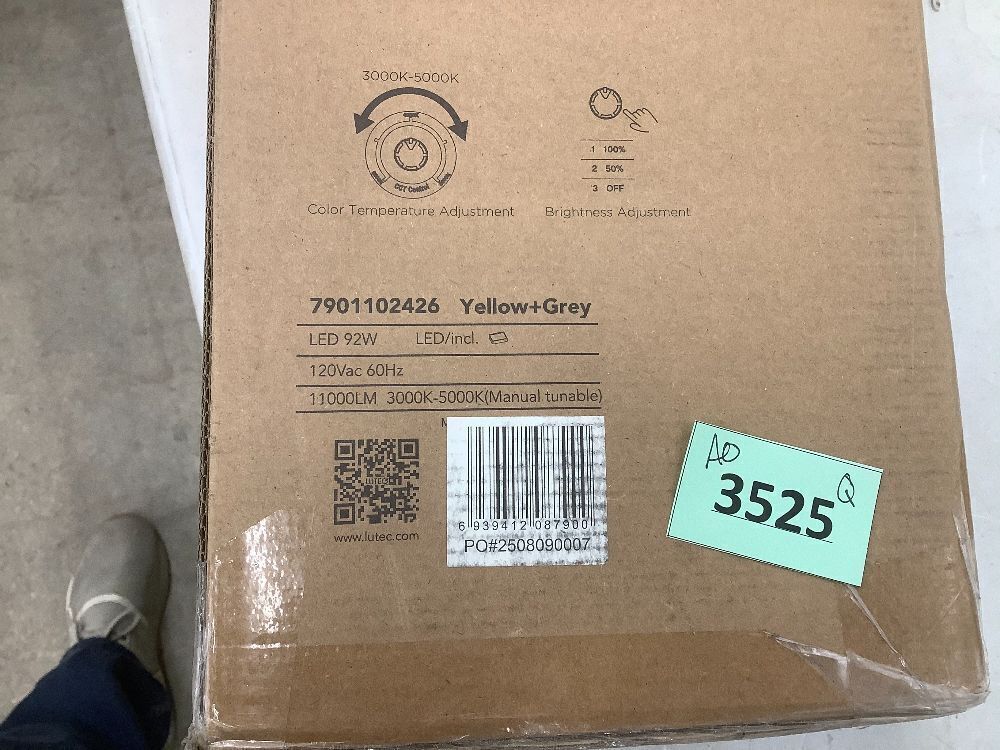 3000K-5000K
CCT Control
Color Temperature Adjustment
1 100%
2 50%
3 OFF
Brightness Adjustment
7901102426 Yellow+Grey
LED 92W LED/incl.
120Vac 60Hz
11000LM 3000K-5000K(Manual tunable)
LUTEC
www.lutec.com
6 939412 087900
PO#2508090007
AO
3525 Q